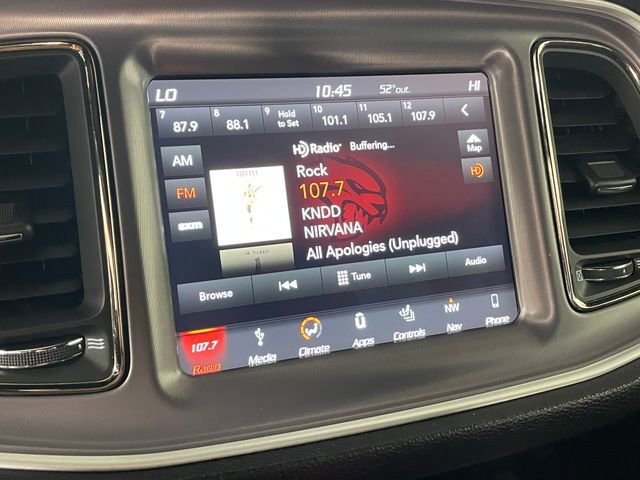 LO 10:45 52°out. HI
7 87.9 8 88.1 9 Hold to Set 10 101.1 11 105.1 12 107.9
AM HD Radio Buffering... Map
Rock
FM 107.7 HD
KNDD
NIRVANA
All Apologies (Unplugged)
Browse Tune Audio
107.7 NW
Radio Media Climate Apps Controls Nav Phone